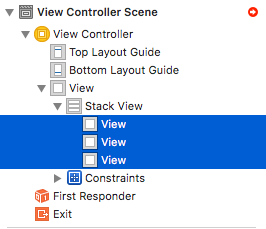 View Controller Scene
View Controller
Top Layout Guide
Bottom Layout Guide
View
Stack View
View
View
View
Constraints
First Responder
Exit